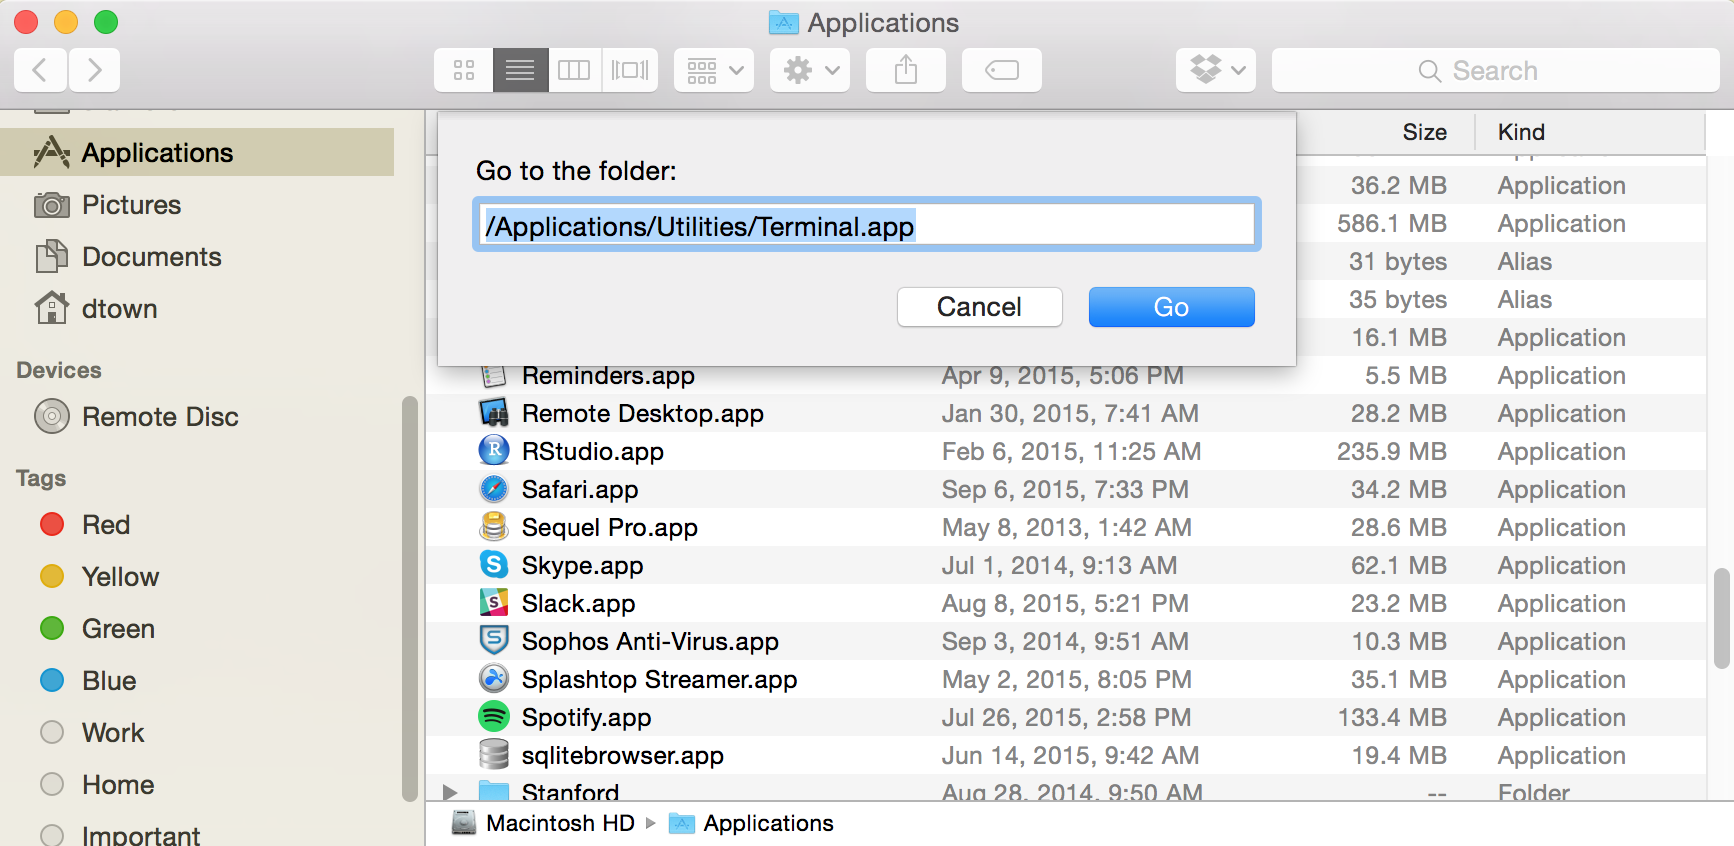 Applications
Search
Applications
Pictures
Documents
dtown
Devices
Remote Disc
Tags
Red
Yellow
Green
Blue
Work
Home
Important
Go to the folder:
/Applications/Utilities/Terminal.app
Cancel Go
Size Kind
36.2 MB Application
586.1 MB Application
31 bytes Alias
35 bytes Alias
16.1 MB Application
Reminders.app Apr 9, 2015, 5:06 PM 5.5 MB Application
Remote Desktop.app Jan 30, 2015, 7:41 AM 28.2 MB Application
RStudio.app Feb 6, 2015, 11:25 AM 235.9 MB Application
Safari.app Sep 6, 2015, 7:33 PM 34.2 MB Application
Sequel Pro.app May 8, 2013, 1:42 AM 28.6 MB Application
Skype.app Jul 1, 2014, 9:13 AM 62.1 MB Application
Slack.app Aug 8, 2015, 5:21 PM 23.2 MB Application
Sophos Anti-Virus.app Sep 3, 2014, 9:51 AM 10.3 MB Application
Splashtop Streamer.app May 2, 2015, 8:05 PM 35.1 MB Application
Spotify.app Jul 26, 2015, 2:58 PM 133.4 MB Application
sqlitebrowser.app Jun 14, 2015, 9:42 AM 19.4 MB Application
Stanford Aug 28, 2014, 9:50 AM -- Folder
Macintosh HD Applications